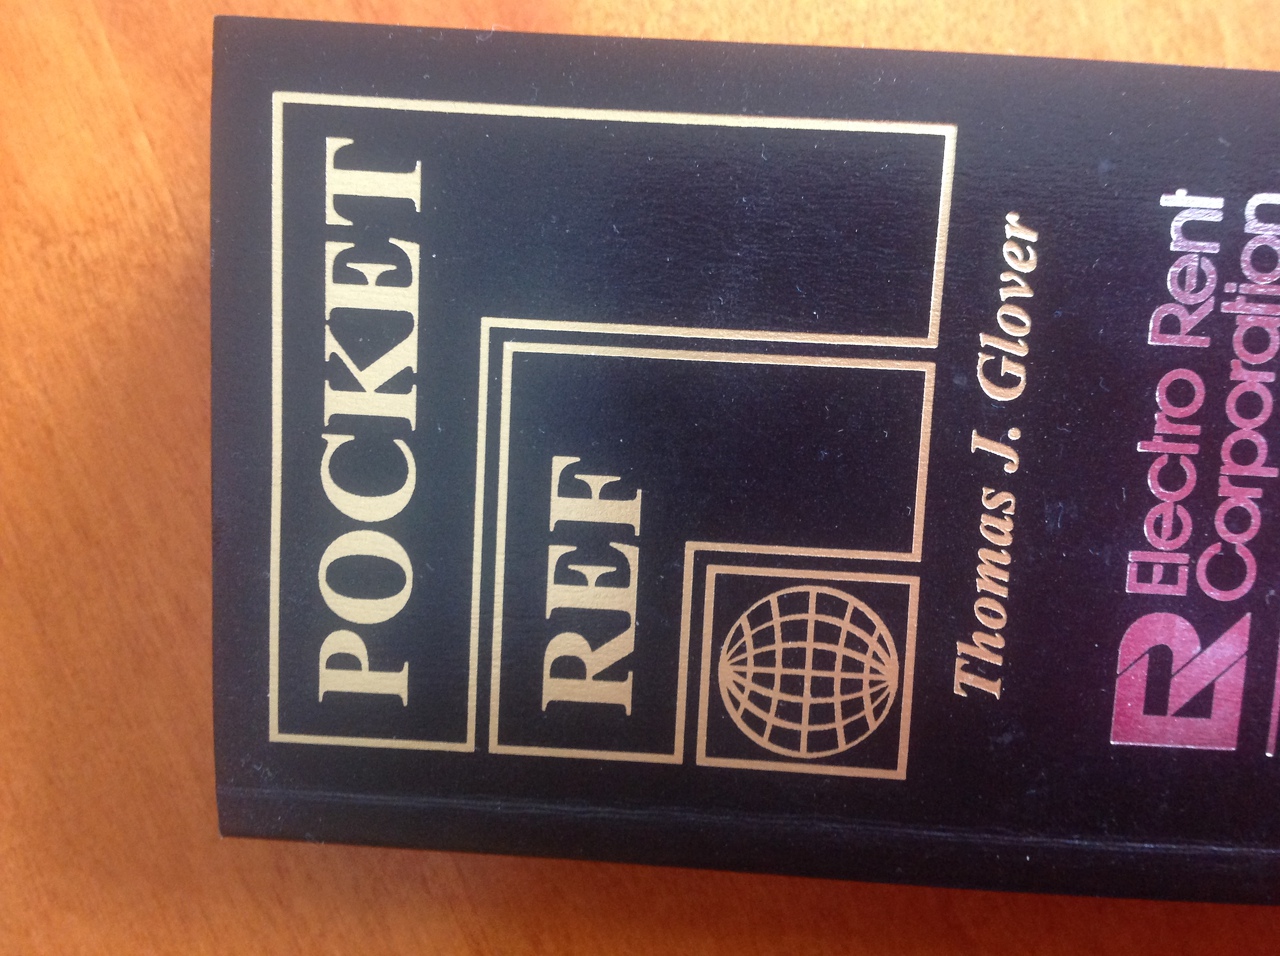 POCKET
REF
Thomas J. Glover
Electro Rent
Corporation